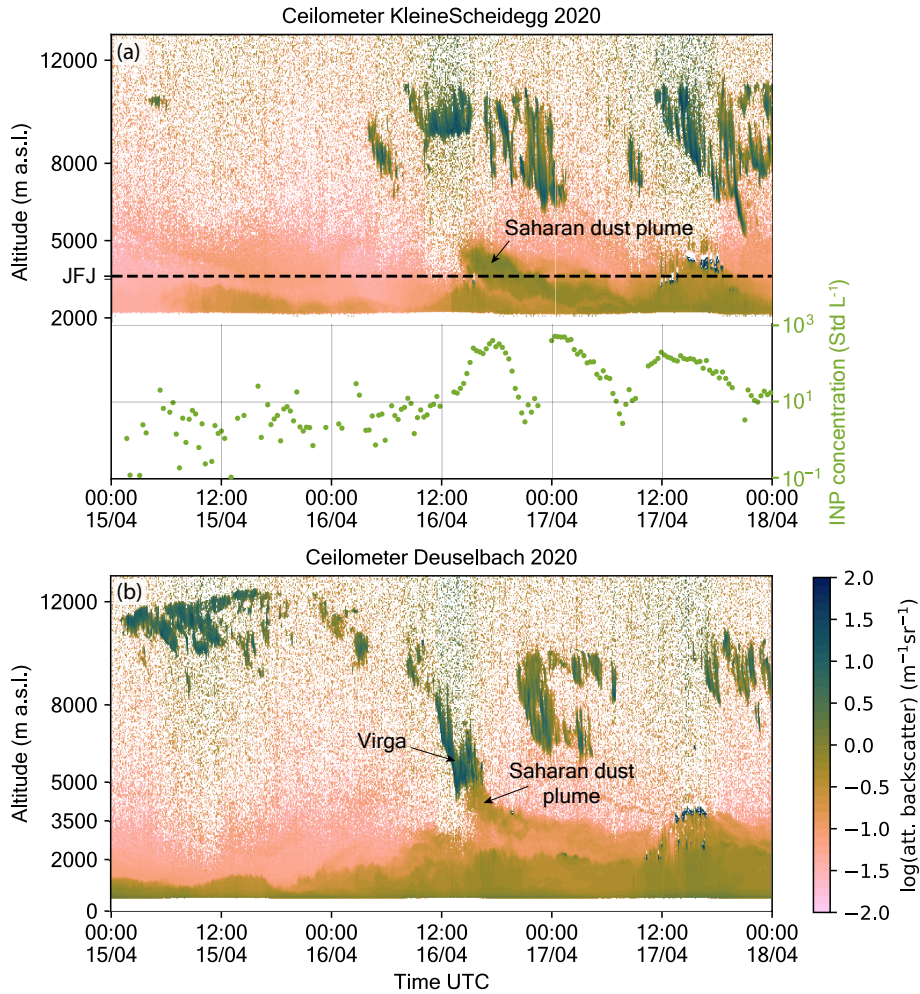 Ceilometer KleineScheidegg 2020
(a)
12000
8000
5000
JFJ
2000
Altitude (m a.s.l.)
Saharan dust plume
10³
10¹
10⁻¹
INP concentration (Std L⁻¹)
00:00 12:00 00:00 12:00 00:00 12:00 00:00
15/04 15/04 16/04 16/04 17/04 17/04 18/04
Ceilometer Deuselbach 2020
(b)
12000
8000
5000
3500
2000
0
Altitude (m a.s.l.)
Virga
Saharan dust
plume
00:00 12:00 00:00 12:00 00:00 12:00 00:00
15/04 15/04 16/04 16/04 17/04 17/04 18/04
Time UTC
2.0
1.5
1.0
0.5
0.0
−0.5
−1.0
−1.5
−2.0
log(att. backscatter) (m⁻¹sr⁻¹)